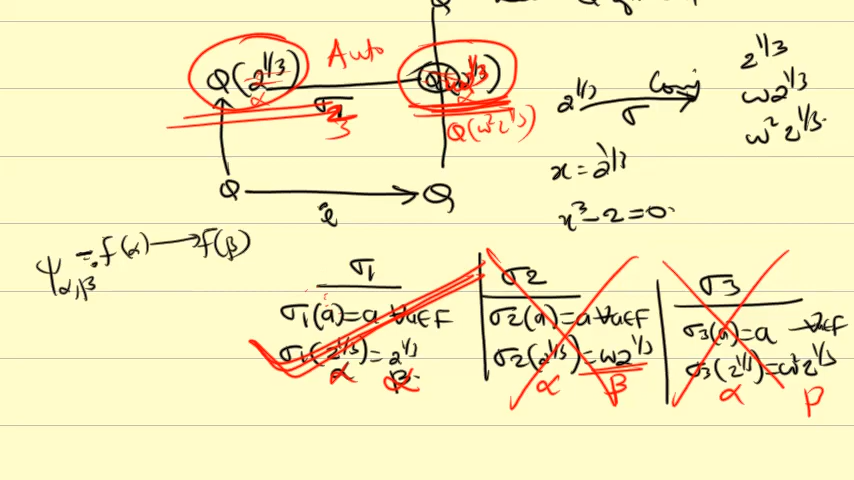 Auto
Q(2^{1/3})
α
σ
3
Q(ω²2^{1/3})
Q → Q
i
2^{1/3} → Conj
σ
2^{1/3}
ω2^{1/3}
ω²2^{1/3}
x = 2^{1/3}
x³-2=0
ψ_{α,β} = f(α) → f(β)
σ1
σ1(a)=a ∀a∈F
σ1(2^{1/3})=2^{1/3}
α α
β
σ2
σ2(a)=a ∀a∈F
σ2(2^{1/3})=ω2^{1/3}
α β
σ3
σ3(a)=a ∀a∈F
σ3(2^{1/3})=ω²2^{1/3}
α β